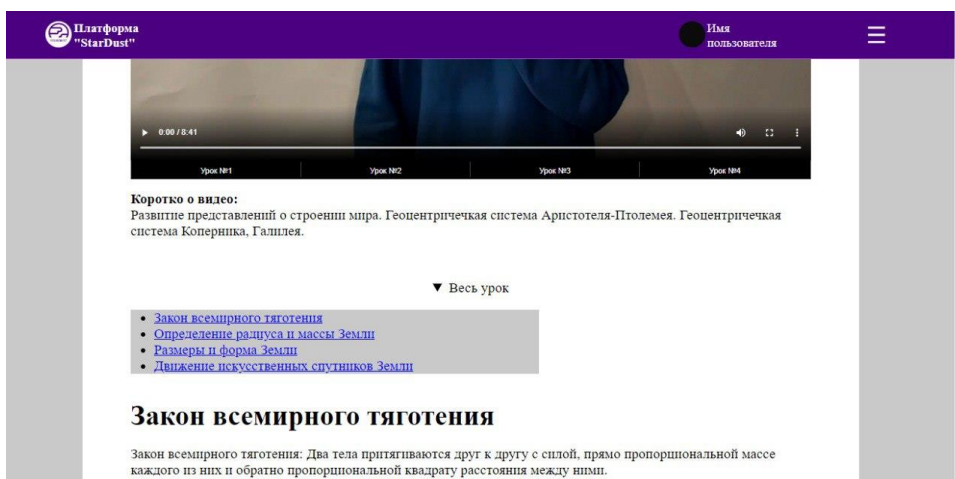 Платформа
"StarDust"
Имя
пользователя
0:00 / 8:41
Урок №1 Урок №2 Урок №3 Урок №4
Коротко о видео:
Развитие представлений о строении мира. Геоцентричечкая система Аристотеля-Птолемея. Геоцентричечкая
система Коперника, Галилея.
▼ Весь урок
• Закон всемирного тяготения
• Определение радиуса и массы Земли
• Размеры и форма Земли
• Движение искусственных спутников Земли
Закон всемирного тяготения
Закон всемирного тяготения: Два тела притягиваются друг к другу с силой, прямо пропорциональной массе
каждого из них и обратно пропорциональной квадрату расстояния между ними.